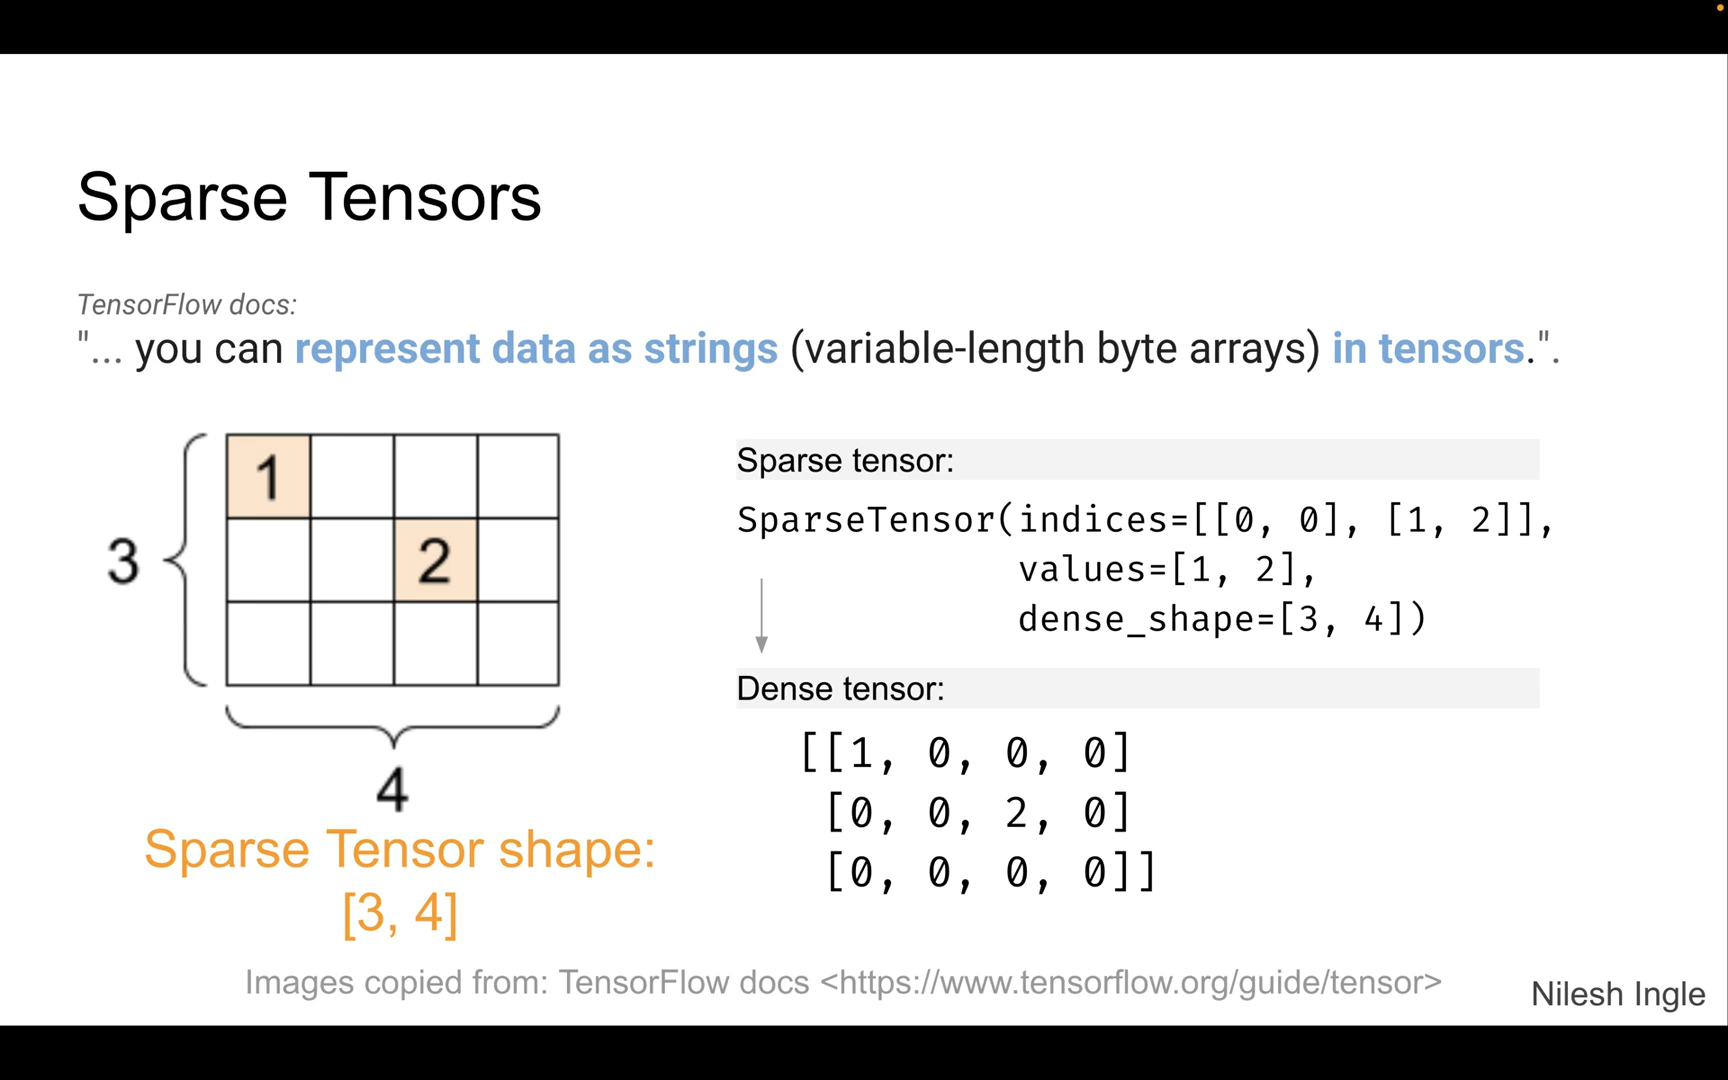 Sparse Tensors
TensorFlow docs:
"... you can represent data as strings (variable-length byte arrays) in tensors.".
1
2
3
4
Sparse Tensor shape:
[3, 4]
Sparse tensor:
SparseTensor(indices=[[0, 0], [1, 2]],
values=[1, 2],
dense_shape=[3, 4])
Dense tensor:
[[1, 0, 0, 0]
[0, 0, 2, 0]
[0, 0, 0, 0]]
Images copied from: TensorFlow docs <https://www.tensorflow.org/guide/tensor>
Nilesh Ingle